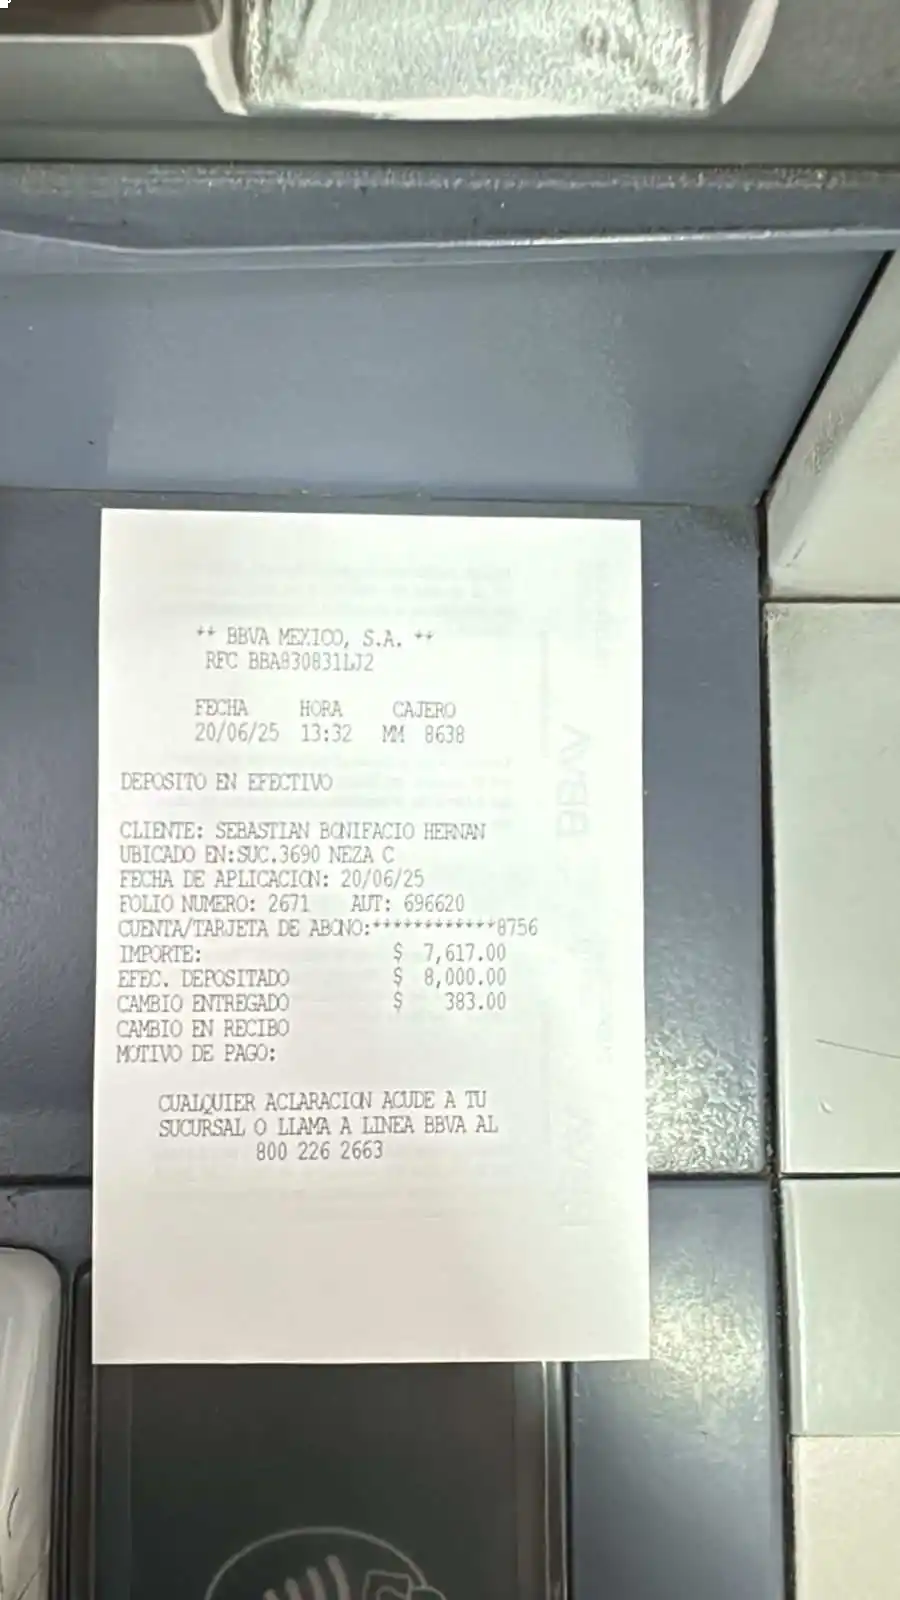 ** BBVA MEXICO, S.A. **
RFC BBA830831LJ2
FECHA HORA CAJERO
20/06/25 13:32 MM 8638
DEPOSITO EN EFECTIVO
CLIENTE: SEBASTIAN BONIFACIO HERNAN
UBICADO EN:SUC.3690 NEZA C
FECHA DE APLICACION: 20/06/25
FOLIO NUMERO: 2671 AUT: 696620
CUENTA/TARJETA DE ABONO:************8756
IMPORTE: $ 7,617.00
EFEC. DEPOSITADO $ 8,000.00
CAMBIO ENTREGADO $ 383.00
CAMBIO EN RECIBO
MOTIVO DE PAGO:
CUALQUIER ACLARACION ACUDE A TU
SUCURSAL O LLAMA A LINEA BBVA AL
800 226 2663
BBVA
BBVA